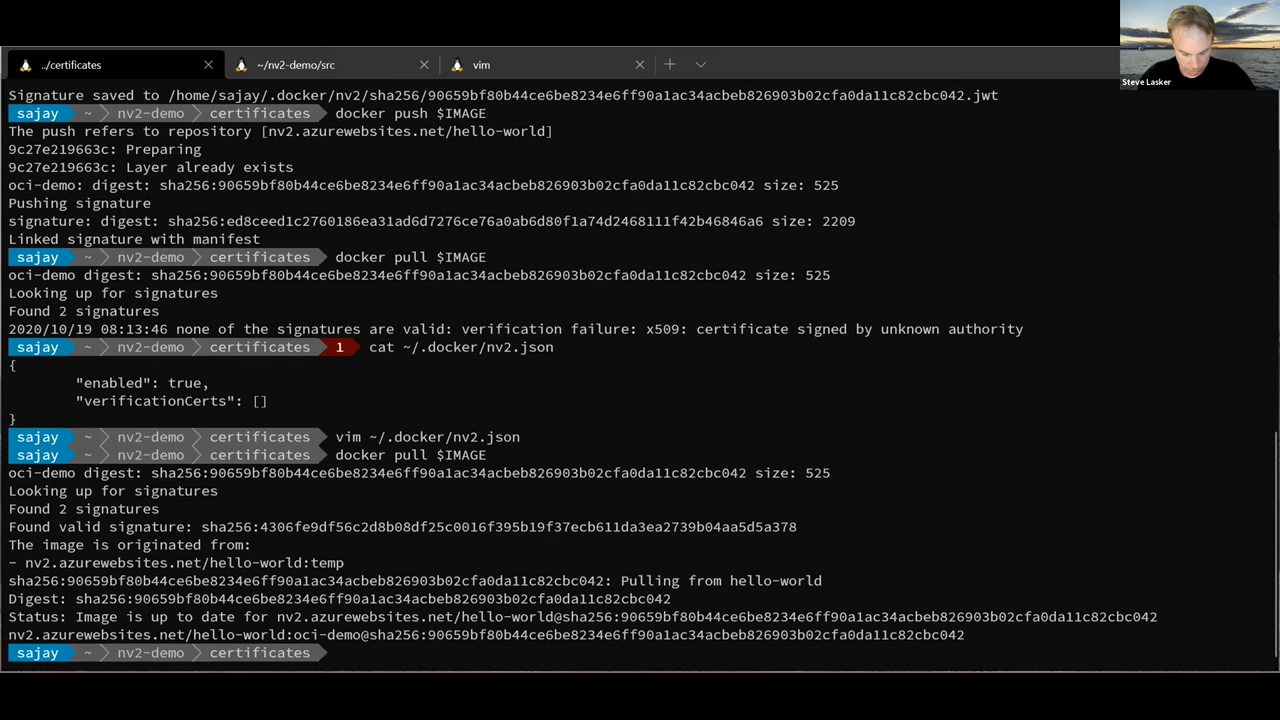 Steve Lasker
../certificates
~/nv2-demo/src
vim
Signature saved to /home/sajay/.docker/nv2/sha256/90659bf80b44ce6be8234e6ff90a1ac34acbeb826903b02cfa0da11c82cbc042.jwt
sajay ~ nv2-demo certificates docker push $IMAGE
The push refers to repository [nv2.azurewebsites.net/hello-world]
9c27e219663c: Preparing
9c27e219663c: Layer already exists
oci-demo: digest: sha256:90659bf80b44ce6be8234e6ff90a1ac34acbeb826903b02cfa0da11c82cbc042 size: 525
Pushing signature
signature: digest: sha256:ed8ceed1c2760186ea31ad6d7276ce76a0ab6d80f1a74d2468111f42b46846a6 size: 2209
Linked signature with manifest
sajay ~ nv2-demo certificates docker pull $IMAGE
oci-demo digest: sha256:90659bf80b44ce6be8234e6ff90a1ac34acbeb826903b02cfa0da11c82cbc042 size: 525
Looking up for signatures
Found 2 signatures
2020/10/19 08:13:46 none of the signatures are valid: verification failure: x509: certificate signed by unknown authority
sajay ~ nv2-demo certificates 1 cat ~/.docker/nv2.json
{
"enabled": true,
"verificationCerts": []
}
sajay ~ nv2-demo certificates vim ~/.docker/nv2.json
sajay ~ nv2-demo certificates docker pull $IMAGE
oci-demo digest: sha256:90659bf80b44ce6be8234e6ff90a1ac34acbeb826903b02cfa0da11c82cbc042 size: 525
Looking up for signatures
Found 2 signatures
Found valid signature: sha256:4306fe9df56c2d8b08df25c0016f395b19f37ecb611da3ea2739b04aa5d5a378
The image is originated from:
- nv2.azurewebsites.net/hello-world:temp
sha256:90659bf80b44ce6be8234e6ff90a1ac34acbeb826903b02cfa0da11c82cbc042: Pulling from hello-world
Digest: sha256:90659bf80b44ce6be8234e6ff90a1ac34acbeb826903b02cfa0da11c82cbc042
Status: Image is up to date for nv2.azurewebsites.net/hello-world@sha256:90659bf80b44ce6be8234e6ff90a1ac34acbeb826903b02cfa0da11c82cbc042
nv2.azurewebsites.net/hello-world:oci-demo@sha256:90659bf80b44ce6be8234e6ff90a1ac34acbeb826903b02cfa0da11c82cbc042
sajay ~ nv2-demo certificates